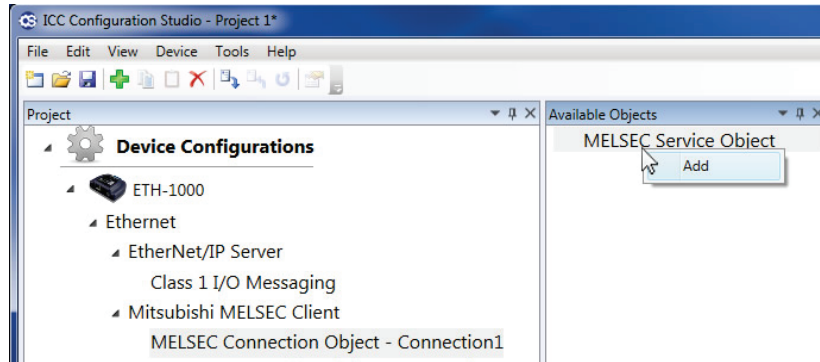 ICC Configuration Studio - Project 1*
File Edit View Device Tools Help
Project
Available Objects
Device Configurations
MELSEC Service Object
Add
ETH-1000
Ethernet
EtherNet/IP Server
Class 1 I/O Messaging
Mitsubishi MELSEC Client
MELSEC Connection Object - Connection1